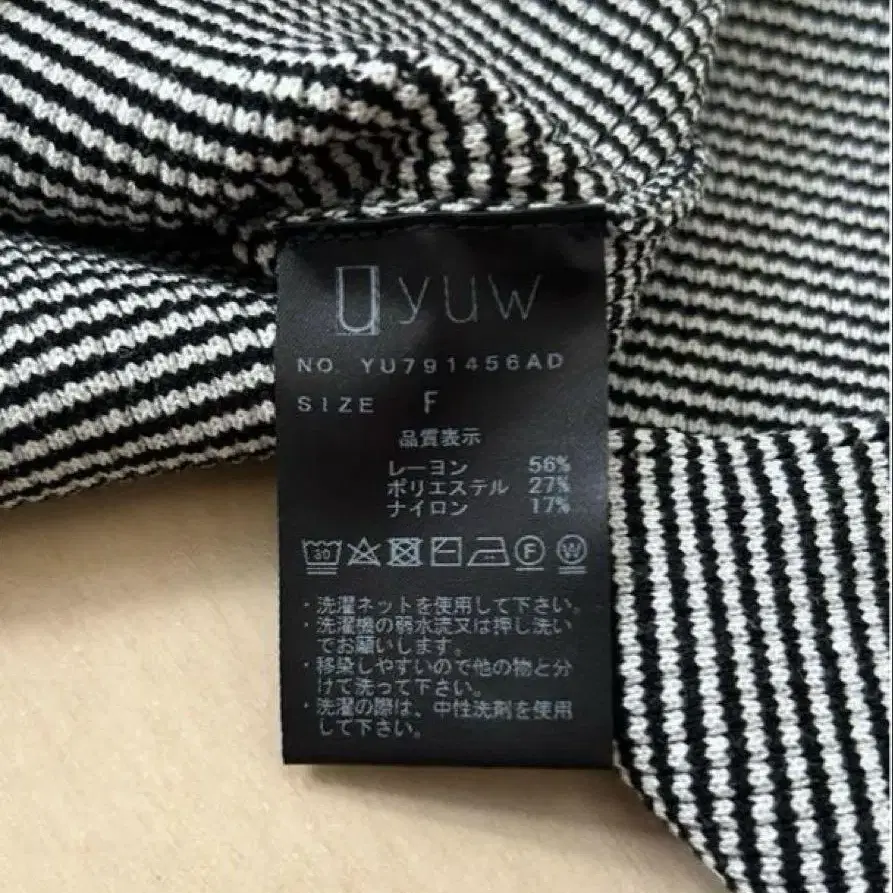 uyuw
NO. YU791456AD
SIZE F
品質表示
レーヨン 56%
ポリエステル 27%
ナイロン 17%
30 F W
・洗濯ネットを使用して下さい。
・洗濯機の弱水流又は押し洗い
でお願いします。
・移染しやすいので他の物と分
けて洗って下さい。
・洗濯の際は、中性洗剤を使用
して下さい。